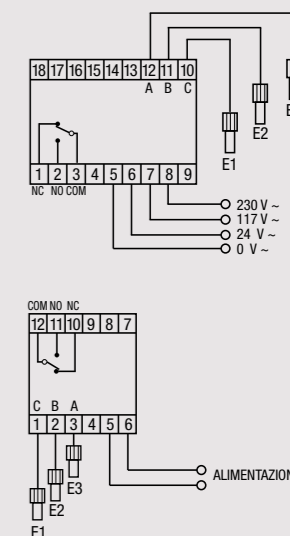 18 17 16 15 14 13 12 11 10
A B C
1 2 3 4 5 6 7 8 9
NC NO COM
E1
E2
230 V ~
117 V ~
24 V ~
0 V ~
COM NO NC
12 11 10 9 8 7
C B A
1 2 3 4 5 6
E3
E2
E1
ALIMENTAZION